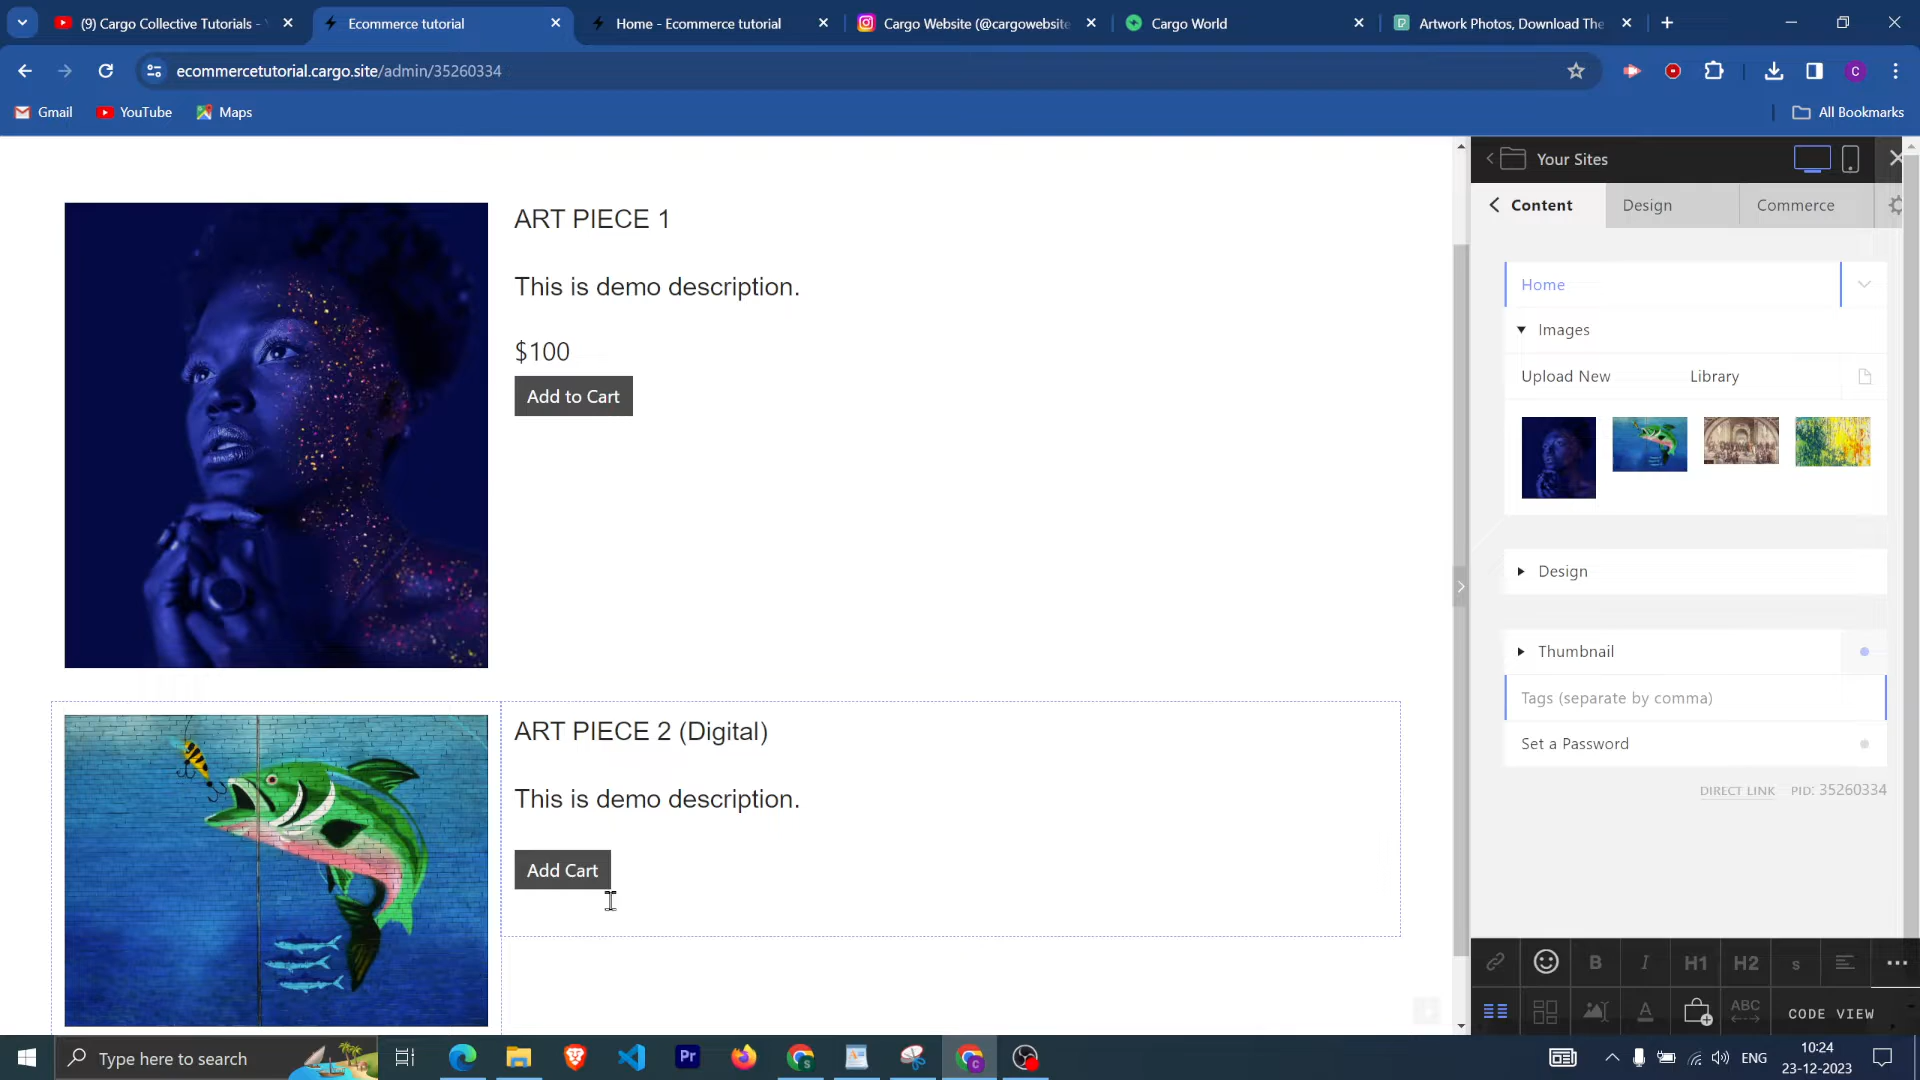 (9) Cargo Collective Tutorials -
Ecommerce tutorial
Home - Ecommerce tutorial
Cargo Website (@cargowebsite
Cargo World
Artwork Photos, Download The
ecommercetutorial.cargo.site/admin/35260334
C
Gmail
YouTube
Maps
All Bookmarks
Your Sites
Content
Design
Commerce
ART PIECE 1
This is demo description.
$100
Add to Cart
Home
Images
Upload New
Library
Design
Thumbnail
Tags (separate by comma)
Set a Password
DIRECT LINK PID: 35260334
ART PIECE 2 (Digital)
This is demo description.
Add Cart
B I H1 H2 s
A ABC CODE VIEW
Type here to search
Pr
ENG
10:24
23-12-2023